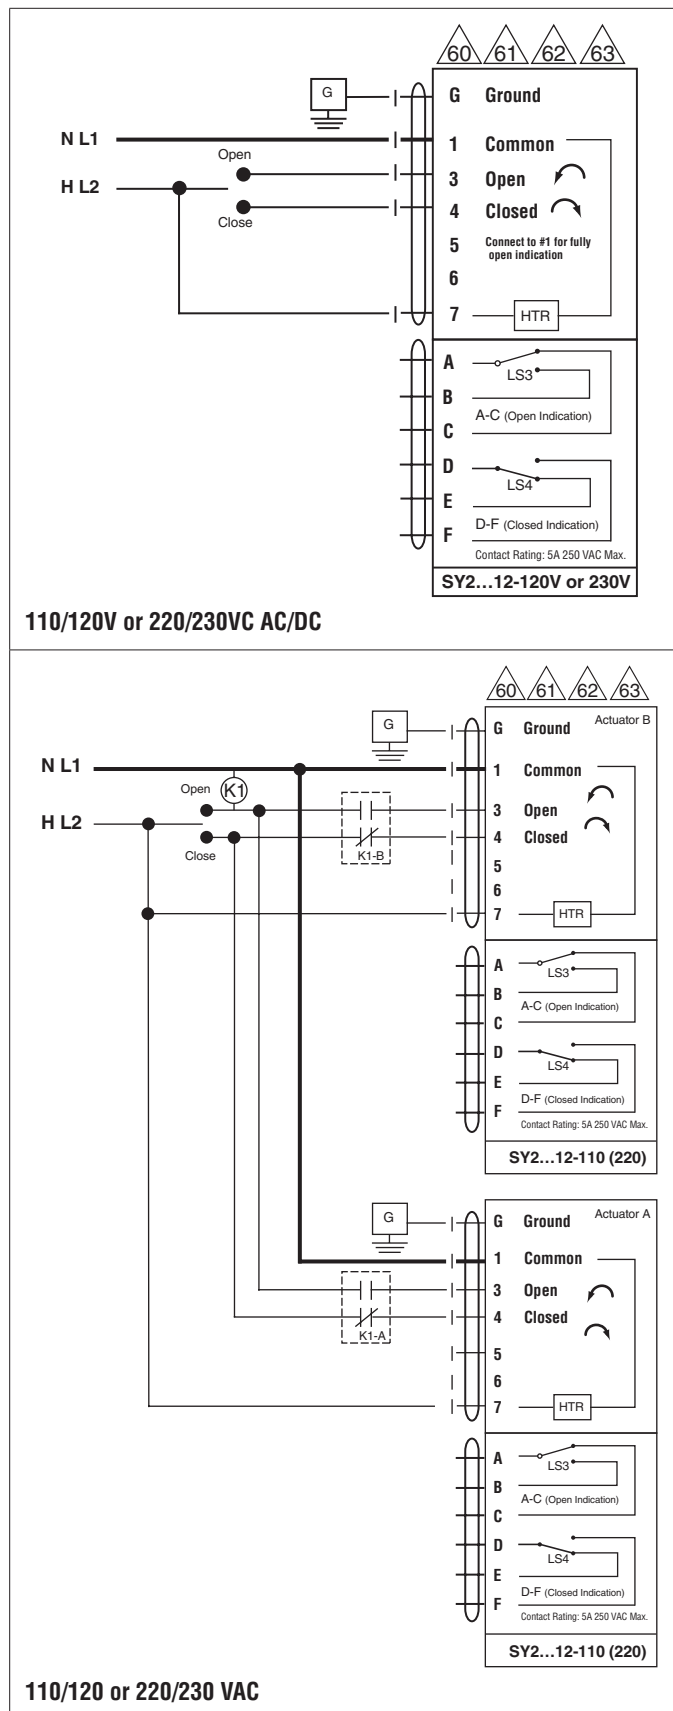 60 61 62 63
G
G Ground
N L1
1 Common
Open
3 Open
H L2
4 Closed
Close
5 Connect to #1 for fully
open indication
6
7 HTR
A
LS3
B
A-C (Open Indication)
C
D
LS4
E
D-F (Closed Indication)
F
Contact Rating: 5A 250 VAC Max.
SY2...12-120V or 230V
110/120V or 220/230VC AC/DC
60 61 62 63
Actuator B
G
G Ground
N L1
1 Common
Open
K1
3 Open
H L2
4 Closed
Close
K1-B
5
6
7 HTR
A
LS3
B
A-C (Open Indication)
C
D
LS4
E
D-F (Closed Indication)
F
Contact Rating: 5A 250 VAC Max.
SY2...12-110 (220)
Actuator A
G
G Ground
1 Common
3 Open
4 Closed
K1-A
5
6
7 HTR
A
LS3
B
A-C (Open Indication)
C
D
LS4
E
D-F (Closed Indication)
F
Contact Rating: 5A 250 VAC Max.
SY2...12-110 (220)
110/120 or 220/230 VAC